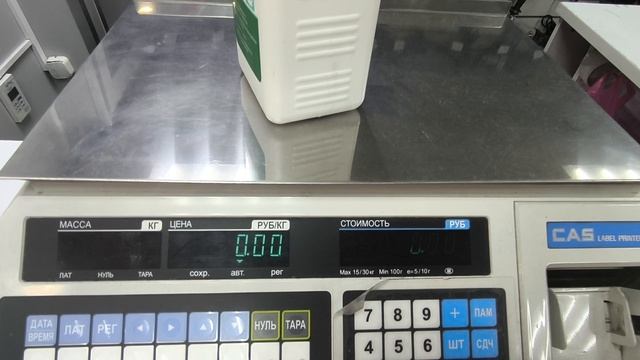 МАССА КГ ЦЕНА РУБ/КГ СТОИМОСТЬ РУБ
0.00
ЛАТ НУЛЬ ТАРА сохр. авт. рег Max 15/30кг Min 100г e=5/10г
CAS LABEL PRINTE
ДАТА ВРЕМЯ ЛАТ РЕГ НУЛЬ ТАРА 7 8 9 + ПАМ
4 5 6 ШТ СДЧ